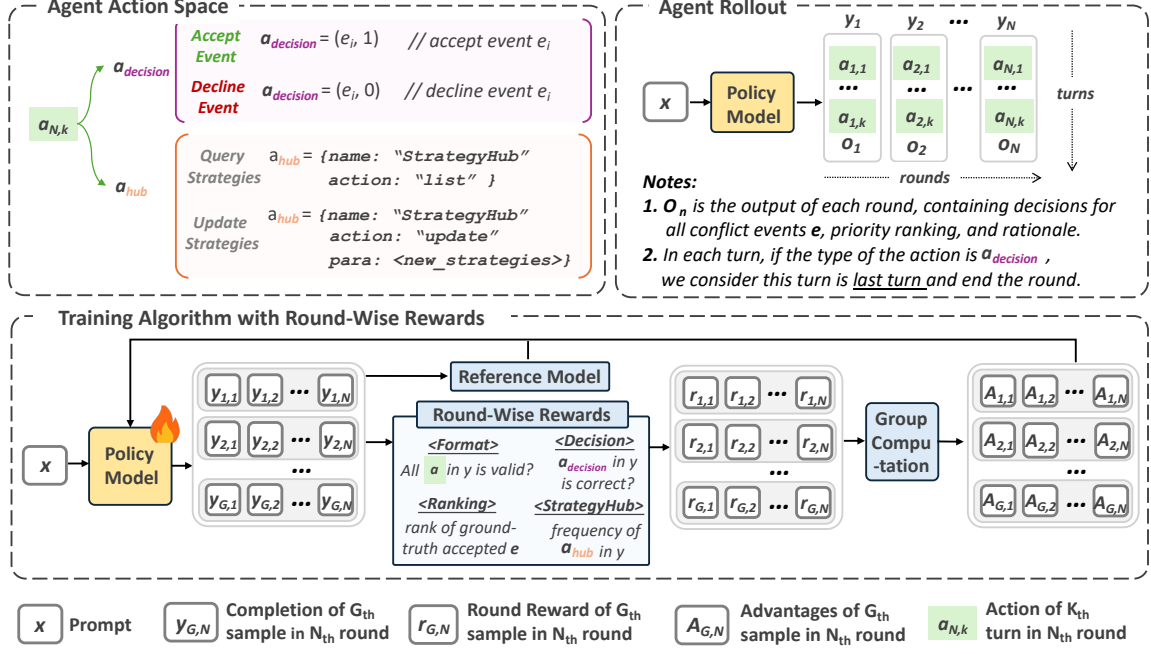 Agent Action Space
Accept Event
a_decision = (e_i, 1) // accept event e_i
Decline Event
a_decision = (e_i, 0) // decline event e_i
a_decision
a_N,k
a_hub
Query Strategies
a_hub = {name: “StrategyHub”
action: “list” }
Update Strategies
a_hub = {name: “StrategyHub”
action: “update”
para: <new_strategies>}
Agent Rollout
y_1 y_2 ••• y_N
x
Policy Model
a_1,1 a_2,1 a_N,1
••• ••• ••• •••
a_1,k a_2,k a_N,k
O_1 O_2 O_N
turns
rounds
Notes:
1. O_n is the output of each round, containing decisions for
all conflict events e, priority ranking, and rationale.
2. In each turn, if the type of the action is a_decision ,
we consider this turn is last turn and end the round.
Training Algorithm with Round-Wise Rewards
x
Policy Model
y_1,1 y_1,2 ••• y_1,N
y_2,1 y_2,2 ••• y_2,N
•••
y_G,1 y_G,2 ••• y_G,N
Reference Model
Round-Wise Rewards
<Format>
All a in y is valid?
<Decision>
a_decision in y
is correct?
<Ranking>
rank of ground-
truth accepted e
<StrategyHub>
frequency of
a_hub in y
r_1,1 r_1,2 ••• r_1,N
r_2,1 r_2,2 ••• r_2,N
•••
r_G,1 r_G,2 ••• r_G,N
Group
Compu
-tation
A_1,1 A_1,2 ••• A_1,N
A_2,1 A_2,2 ••• A_2,N
•••
A_G,1 A_G,2 ••• A_G,N
x Prompt
y_G,N Completion of G_th
sample in N_th round
r_G,N Round Reward of G_th
sample in N_th round
A_G,N Advantages of G_th
sample in N_th round
a_N,k Action of K_th
turn in N_th round